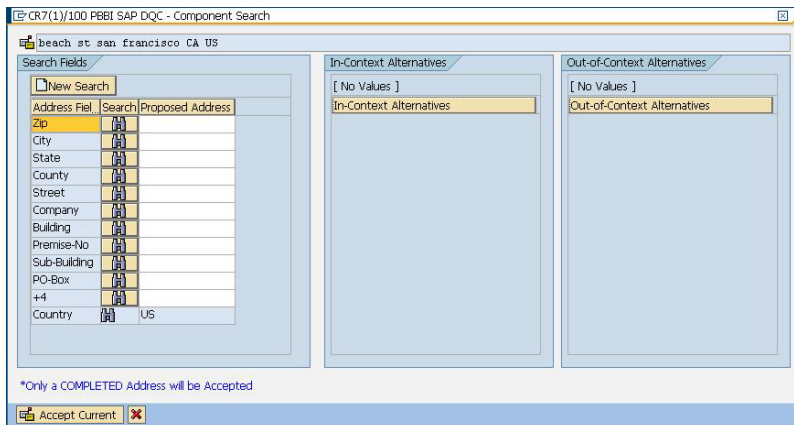 CR7(1)/100 PBBI SAP DQC - Component Search
beach st san francisco CA US
Search Fields
New Search
Address Fiel.. Search Proposed Address
Zip
City
State
County
Street
Company
Building
Premise-No
Sub-Building
PO-Box
+4
Country US
In-Context Alternatives
[ No Values ]
In-Context Alternatives
Out-of-Context Alternatives
[ No Values ]
Out-of-Context Alternatives
*Only a COMPLETED Address will be Accepted
Accept Current